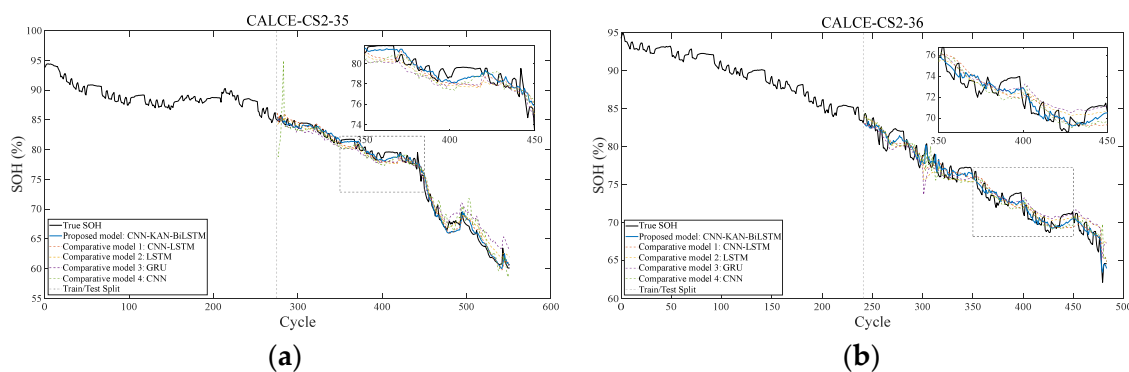 CALCE-CS2-35
100
95
90
85
80
75
70
65
60
55
SOH (%)
0
100
200
300
400
500
600
Cycle
80
78
76
74
350
400
450
True SOH
Proposed model: CNN-KAN-BiLSTM
Comparative model 1: CNN-LSTM
Comparative model 2: LSTM
Comparative model 3: GRU
Comparative model 4: CNN
Train/Test Split
(a)
CALCE-CS2-36
95
90
85
80
75
70
65
60
SOH (%)
0
50
100
150
200
250
300
350
400
450
500
Cycle
76
74
72
70
350
400
450
True SOH
Proposed model: CNN-KAN-BiLSTM
Comparative model 1: CNN-LSTM
Comparative model 2: LSTM
Comparative model 3: GRU
Comparative model 4: CNN
Train/Test Split
(b)